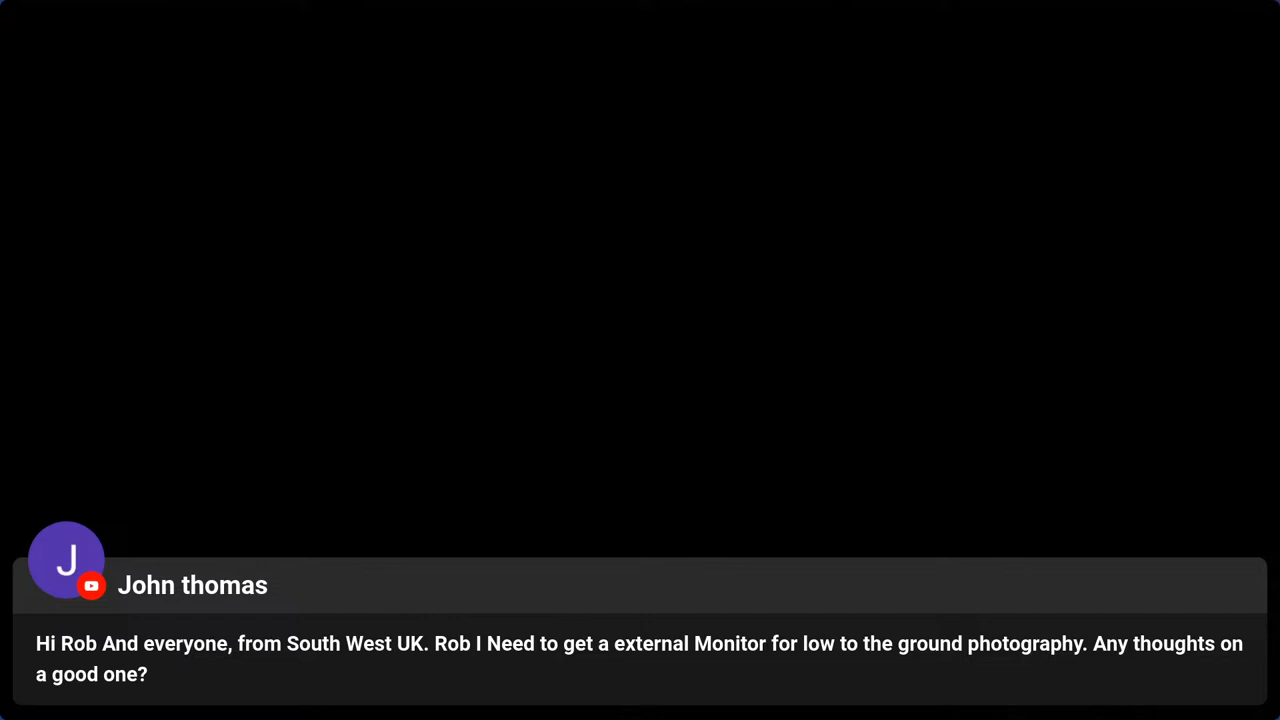 J
John thomas
Hi Rob And everyone, from South West UK. Rob I Need to get a external Monitor for low to the ground photography. Any thoughts on
a good one?